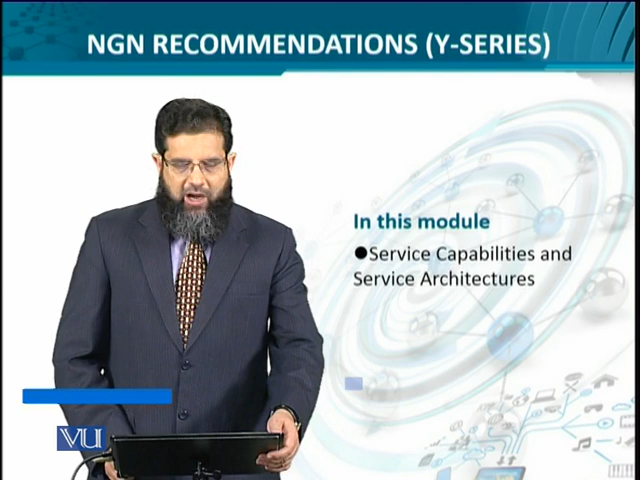 NGN RECOMMENDATIONS (Y-SERIES)
In this module
●Service Capabilities and
Service Architectures
VU